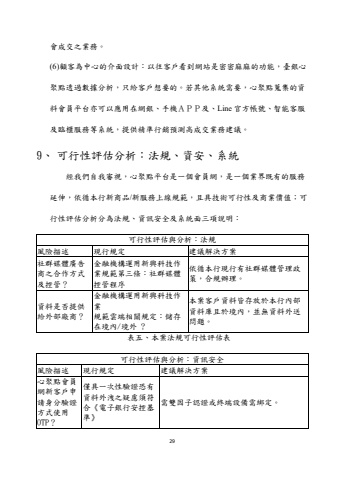 會成交之業務。
(6)顧客為中心的介面設計：以往客戶看到網站是密密麻麻的功能，臺銀心
聚點透過數據分析，只給客戶想要的，若其他系統需要，心聚點蒐集的資
料會員平台亦可以應用在網銀、手機ＡＰＰ及、Line 官方帳號、智能客服
及臨櫃服務等系統，提供精準行銷預測高成交業務建議。
9、 可行性評估分析：法規、資安、系統
經我們自我審視，心聚點平台是一個會員網，是一個業界既有的服務
延伸，依循本行新商品/新服務上線規範，且具技術可行性及商業價值；可
行性評估分析分為法規、資訊安全及系統面三項說明：
可行性評估與分析：法規
風險描述 現行規定 建議解決方案
社群媒體廣告
商之合作方式
及控管？
金融機構運用新興科技作
業規範第三條：社群媒體
控管程序
依循本行現行有社群媒體管理政
策，合規辦理。
資料是否提供
給外部廠商？
金融機構運用新興科技作
業
規範雲端相關規定：儲存
在境內/境外 ？
本案客戶資料皆存放於本行內部
資料庫且於境內，並無資料外送
問題。
表五、本案法規可行性評估表
可行性評估與分析：資訊安全
風險描述 現行規定 建議解決方案
心聚點會員
網新客戶申
請身分驗證
方式使用
OTP？
僅具一次性驗證恐有
資料外洩之疑慮須符
合《電子銀行安控基
準》
需雙因子認證或終端設備需綁定。
29